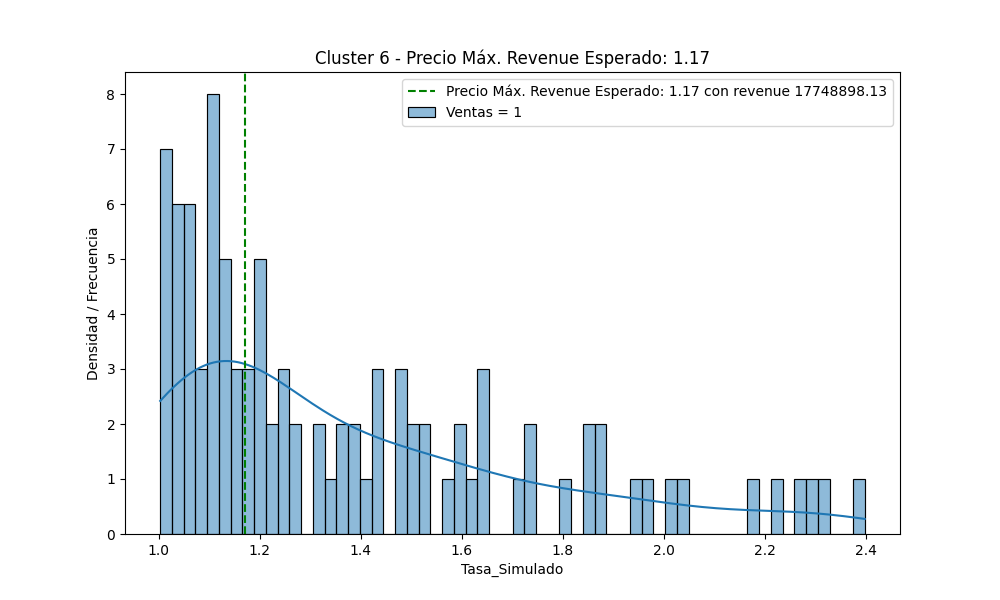 Cluster 6 - Precio Máx. Revenue Esperado: 1.17
Precio Máx. Revenue Esperado: 1.17 con revenue 17748898.13
Ventas = 1
Densidad / Frecuencia
8
7
6
5
4
3
2
1
0
1.0 1.2 1.4 1.6 1.8 2.0 2.2 2.4
Tasa_Simulado